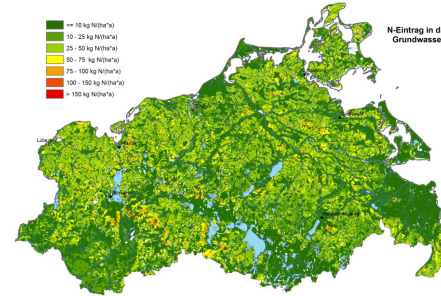 <= 10 kg N/(ha*a)
10 - 25 kg N/(ha*a)
25 - 50 kg N/(ha*a)
50 - 75 kg N/(ha*a)
75 - 100 kg N/(ha*a)
100 - 150 kg N/(ha*a)
> 150 kg N/(ha*a)
N-Eintrag in d
Grundwasse